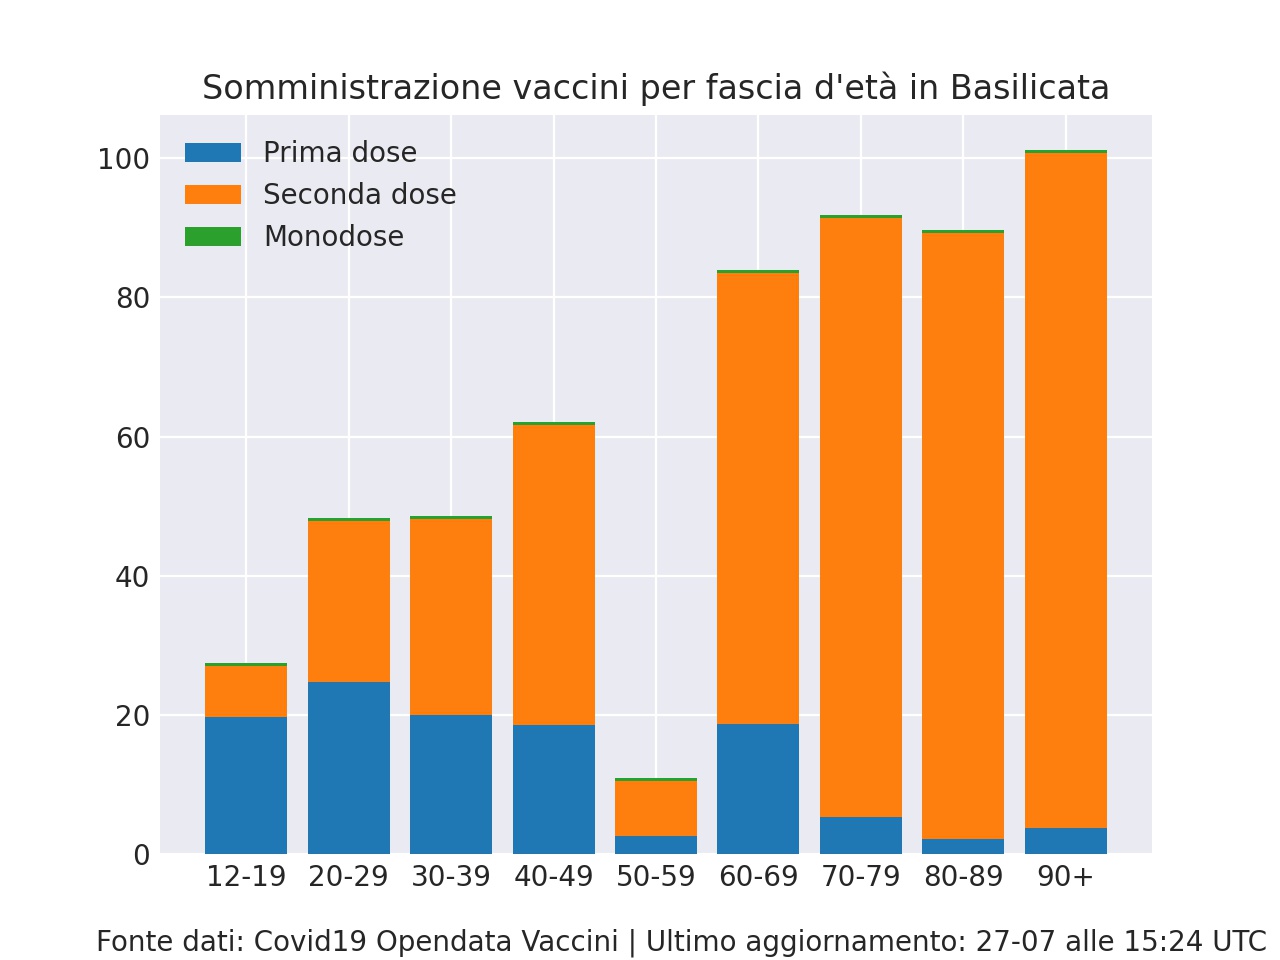 Somministrazione vaccini per fascia d'età in Basilicata
Prima dose
Seconda dose
Monodose
100
80
60
40
20
0
12-19 20-29 30-39 40-49 50-59 60-69 70-79 80-89 90+
Fonte dati: Covid19 Opendata Vaccini | Ultimo aggiornamento: 27-07 alle 15:24 UTC